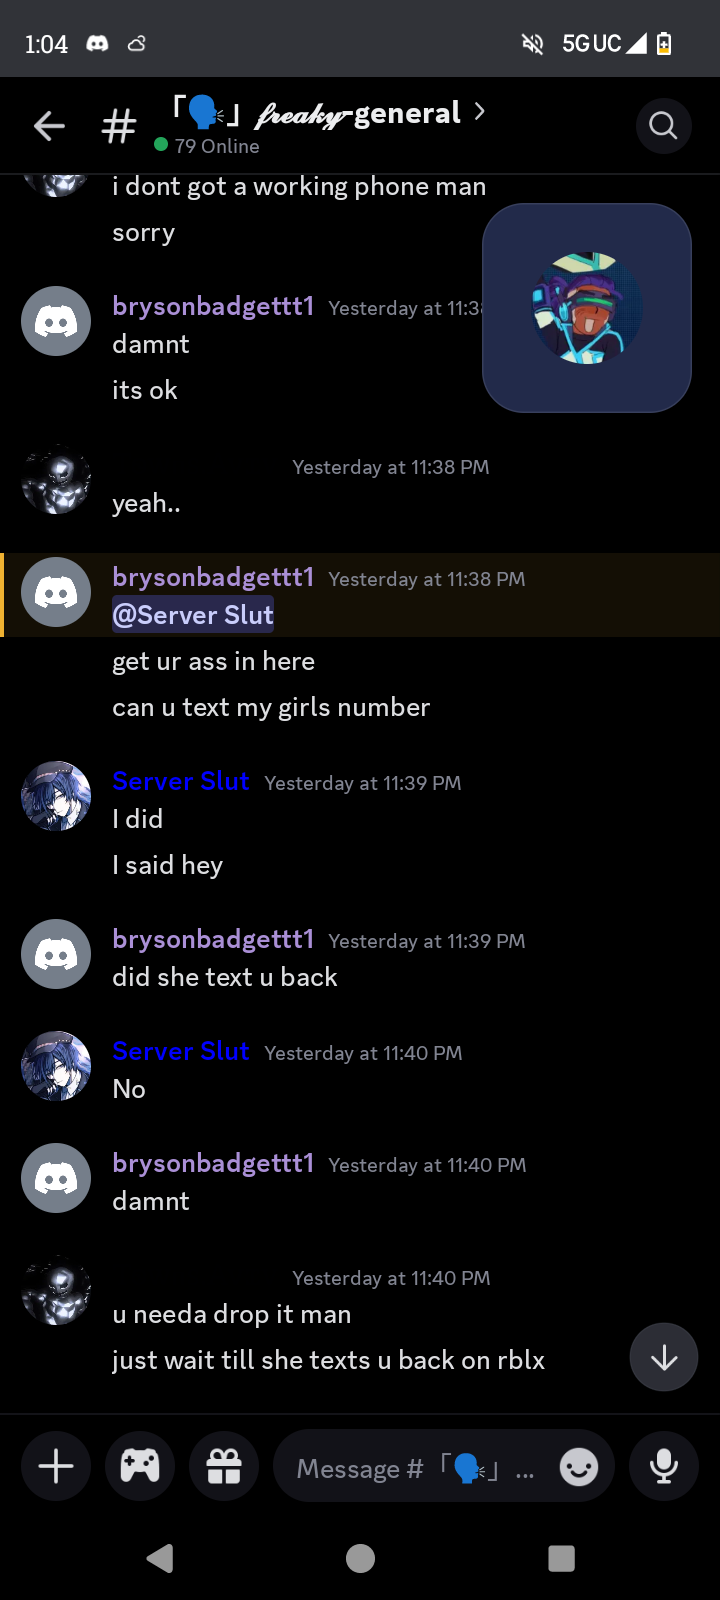 1:04 5G UC
# 「🗣️」 𝓯𝓻𝓮𝓪𝓴𝔂-general
79 Online
i dont got a working phone man
sorry
brysonbadgettt1 Yesterday at 11:38
damnt
its ok
Yesterday at 11:38 PM
yeah..
brysonbadgettt1 Yesterday at 11:38 PM
@Server Slut
get ur ass in here
can u text my girls number
Server Slut Yesterday at 11:39 PM
I did
I said hey
brysonbadgettt1 Yesterday at 11:39 PM
did she text u back
Server Slut Yesterday at 11:40 PM
No
brysonbadgettt1 Yesterday at 11:40 PM
damnt
Yesterday at 11:40 PM
u needa drop it man
just wait till she texts u back on rblx
Message #「🗣️」 ...